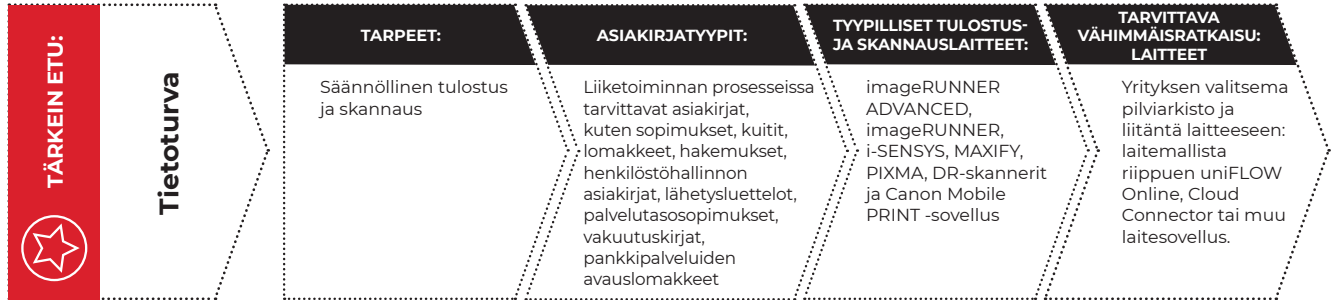 TÄRKEIN ETU:
Tietoturva
TARPEET:
Säännöllinen tulostus
ja skannaus
ASIAKIRJATYYPIT:
Liiketoiminnan prosesseissa
tarvittavat asiakirjat,
kuten sopimukset, kuitit,
lomakkeet, hakemukset,
henkilöstöhallinnon
asiakirjat, lähetysluettelot,
palvelutasosopimukset,
vakuutuskirjat,
pankkipalveluiden
avauslomakkeet
TYYPILLISET TULOSTUS-
JA SKANNAUSLAITTEET:
imageRUNNER
ADVANCED,
imageRUNNER,
i-SENSYS, MAXIFY,
PIXMA, DR-skannerit
ja Canon Mobile
PRINT -sovellus
TARVITTAVA
VÄHIMMÄISRATKAISU:
LAITTEET
Yrityksen valitsema
pilviarkisto ja
liitäntä laitteeseen:
laitemallista
riippuen uniFLOW
Online, Cloud
Connector tai muu
laitesovellus.